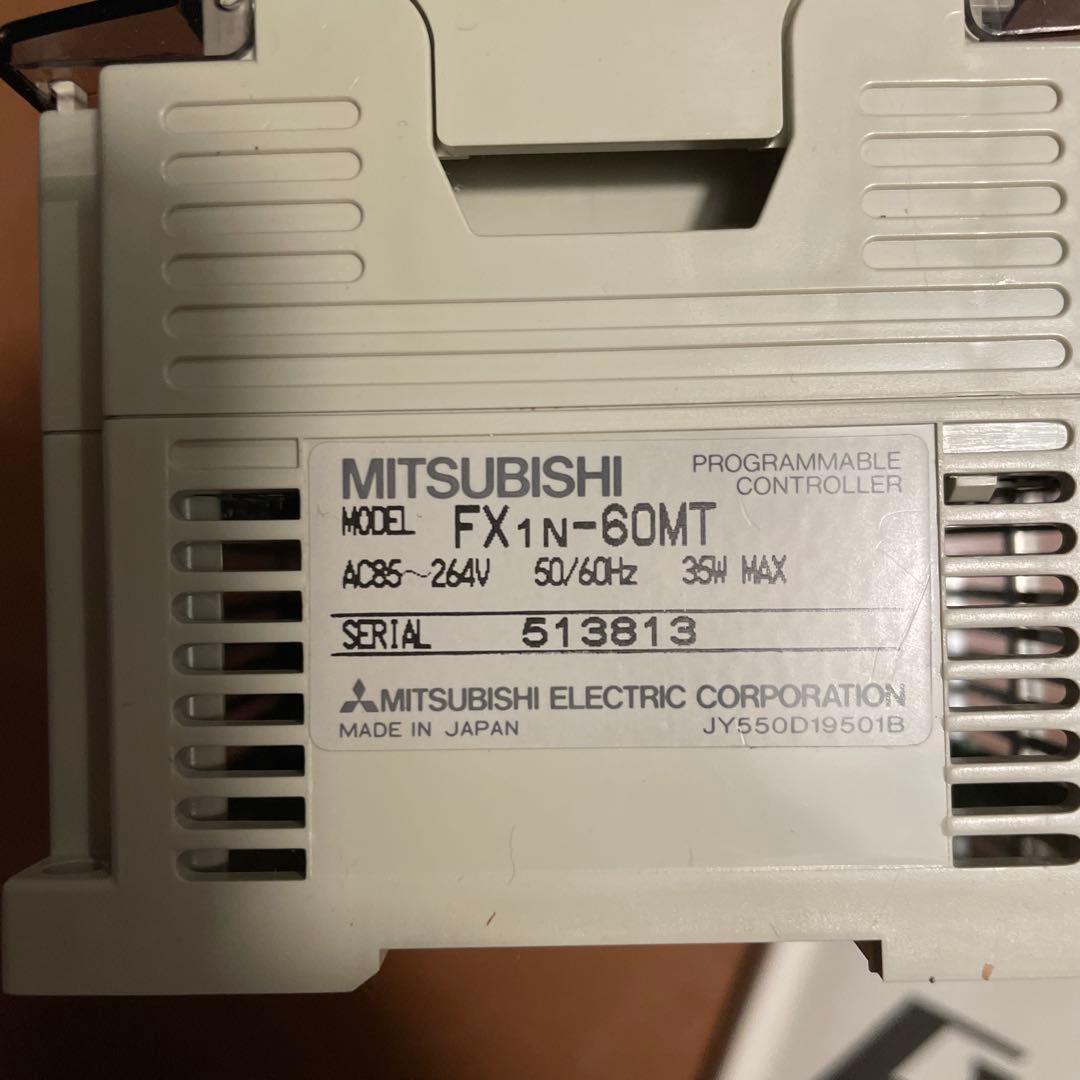 MITSUBISHI
PROGRAMMABLE
CONTROLLER
MODEL FX1N-60MT
AC85~264V 50/60Hz 35W MAX
SERIAL 513813
MITSUBISHI ELECTRIC CORPORATION
MADE IN JAPAN JY550D19501B